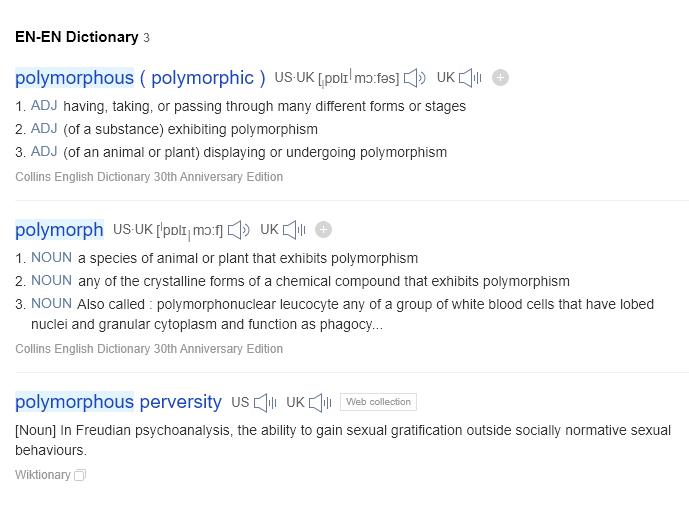 EN-EN Dictionary 3
polymorphous ( polymorphic ) US·UK [ˌpɒlɪˈmɔːfəs] UK
1. ADJ having, taking, or passing through many different forms or stages
2. ADJ (of a substance) exhibiting polymorphism
3. ADJ (of an animal or plant) displaying or undergoing polymorphism
Collins English Dictionary 30th Anniversary Edition
polymorph US·UK [ˈpɒlɪˌmɔːf] UK
1. NOUN a species of animal or plant that exhibits polymorphism
2. NOUN any of the crystalline forms of a chemical compound that exhibits polymorphism
3. NOUN Also called : polymorphonuclear leucocyte any of a group of white blood cells that have lobed
nuclei and granular cytoplasm and function as phagocy...
Collins English Dictionary 30th Anniversary Edition
polymorphous perversity US UK Web collection
[Noun] In Freudian psychoanalysis, the ability to gain sexual gratification outside socially normative sexual
behaviours.
Wiktionary